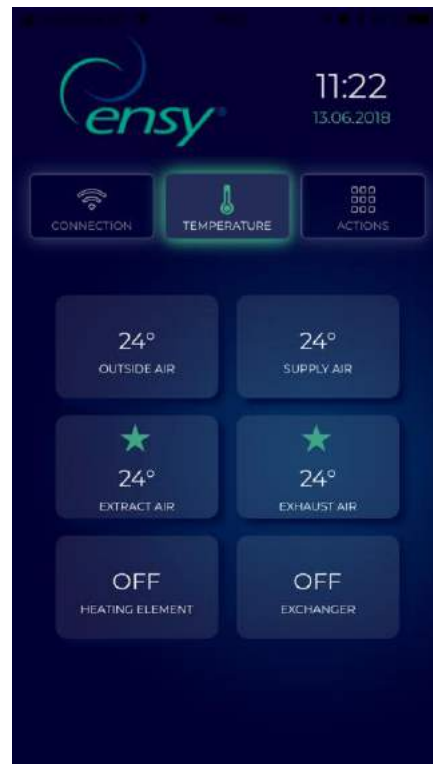 ensy®
11:22
13.06.2018
CONNECTION
TEMPERATURE
ACTIONS
24°
OUTSIDE AIR
24°
SUPPLY AIR
24°
EXTRACT AIR
24°
EXHAUST AIR
OFF
HEATING ELEMENT
OFF
EXCHANGER